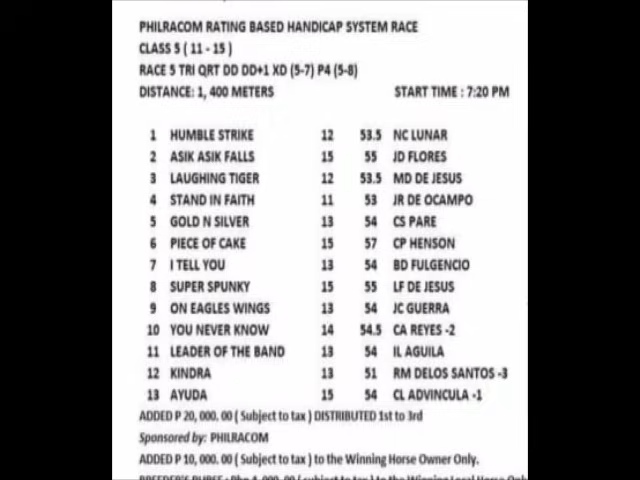 PHILRACOM RATING BASED HANDICAP SYSTEM RACE
CLASS 5 ( 11 - 15 )
RACE 5 TRI QRT DD DD+1 XD (5-7) P4 (5-8)
DISTANCE: 1, 400 METERS START TIME : 7:20 PM
1 HUMBLE STRIKE 12 53.5 NC LUNAR
2 ASIK ASIK FALLS 15 55 JD FLORES
3 LAUGHING TIGER 12 53.5 MD DE JESUS
4 STAND IN FAITH 11 53 JR DE OCAMPO
5 GOLD N SILVER 13 54 CS PARE
6 PIECE OF CAKE 15 57 CP HENSON
7 I TELL YOU 13 54 BD FULGENCIO
8 SUPER SPUNKY 15 55 LF DE JESUS
9 ON EAGLES WINGS 13 54 JC GUERRA
10 YOU NEVER KNOW 14 54.5 CA REYES -2
11 LEADER OF THE BAND 13 54 IL AGUILA
12 KINDRA 13 51 RM DELOS SANTOS -3
13 AYUDA 15 54 CL ADVINCULA -1
ADDED P 20, 000. 00 ( Subject to tax ) DISTRIBUTED 1st to 3rd
Sponsored by: PHILRACOM
ADDED P 10, 000. 00 ( Subject to tax ) to the Winning Horse Owner Only.